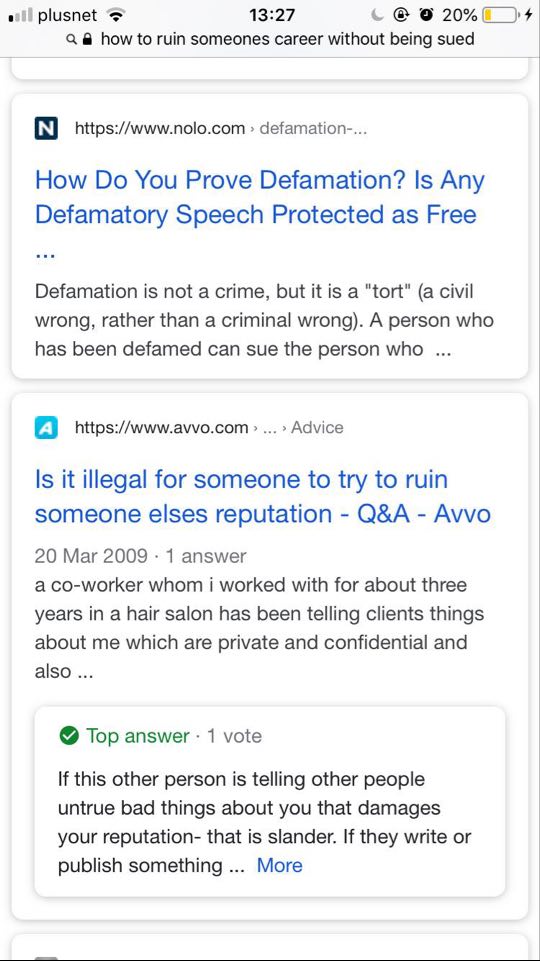 plusnet 13:27 20%
how to ruin someones career without being sued
N https://www.nolo.com › defamation-...
How Do You Prove Defamation? Is Any
Defamatory Speech Protected as Free
...
Defamation is not a crime, but it is a "tort" (a civil
wrong, rather than a criminal wrong). A person who
has been defamed can sue the person who ...
A https://www.avvo.com › ... › Advice
Is it illegal for someone to try to ruin
someone elses reputation - Q&A - Avvo
20 Mar 2009 · 1 answer
a co-worker whom i worked with for about three
years in a hair salon has been telling clients things
about me which are private and confidential and
also ...
Top answer · 1 vote
If this other person is telling other people
untrue bad things about you that damages
your reputation- that is slander. If they write or
publish something ... More